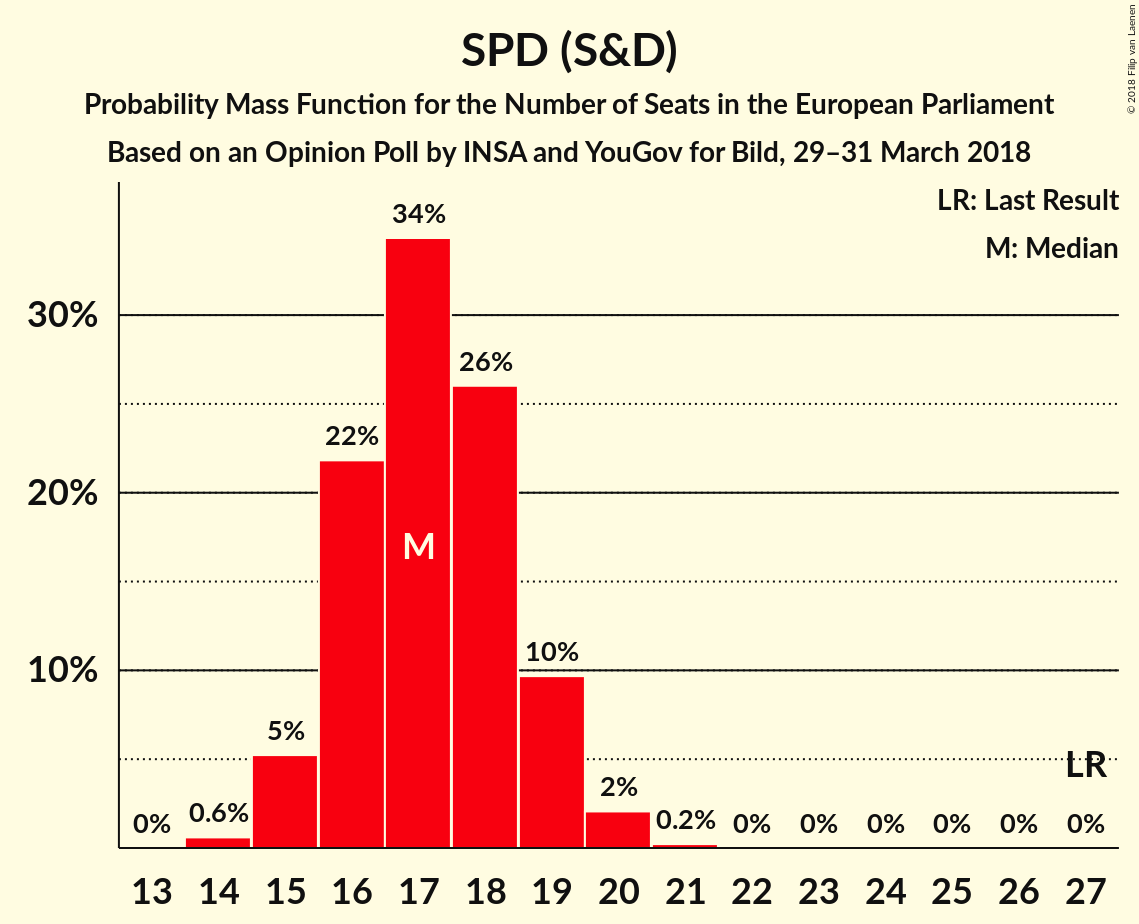 SPD (S&D)
Probability Mass Function for the Number of Seats in the European Parliament
Based on an Opinion Poll by INSA and YouGov for Bild, 29–31 March 2018
© 2018 Filip van Laenen
LR: Last Result
M: Median
34%
30%
26%
22%
20%
M
10%
10%
5%
LR
2%
0% 0.6% 0.2% 0% 0% 0% 0% 0% 0%
13 14 15 16 17 18 19 20 21 22 23 24 25 26 27